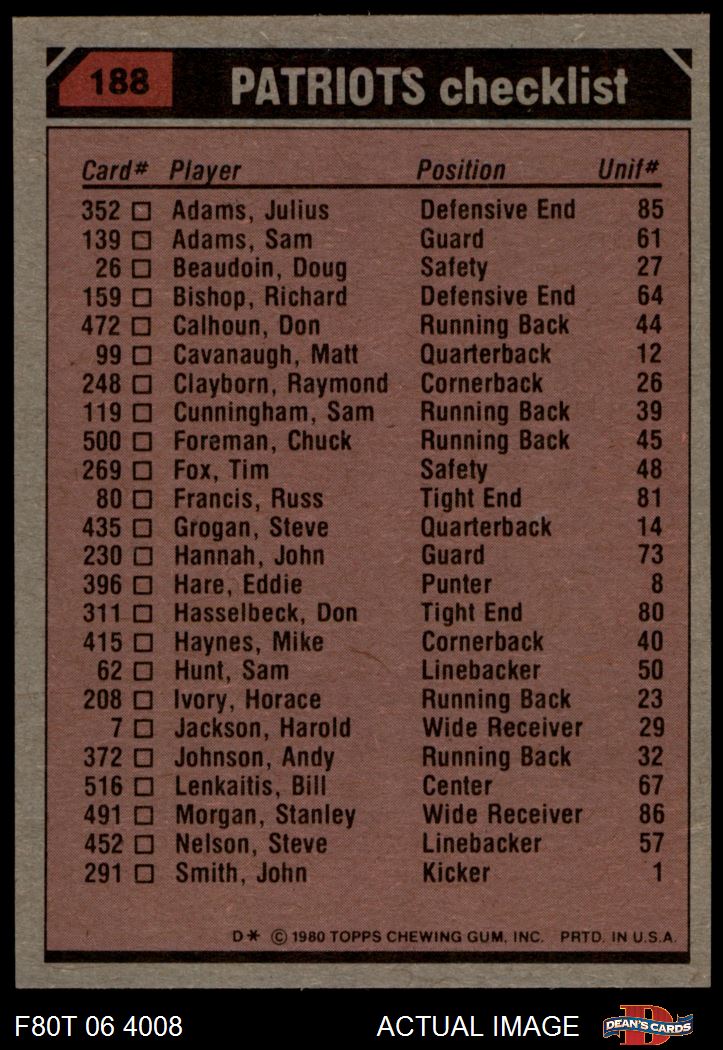 188 PATRIOTS checklist
Card# Player Position Unif#
352 Adams, Julius Defensive End 85
139 Adams, Sam Guard 61
26 Beaudoin, Doug Safety 27
159 Bishop, Richard Defensive End 64
472 Calhoun, Don Running Back 44
99 Cavanaugh, Matt Quarterback 12
248 Clayborn, Raymond Cornerback 26
119 Cunningham, Sam Running Back 39
500 Foreman, Chuck Running Back 45
269 Fox, Tim Safety 48
80 Francis, Russ Tight End 81
435 Grogan, Steve Quarterback 14
230 Hannah, John Guard 73
396 Hare, Eddie Punter 8
311 Hasselbeck, Don Tight End 80
415 Haynes, Mike Cornerback 40
62 Hunt, Sam Linebacker 50
208 Ivory, Horace Running Back 23
7 Jackson, Harold Wide Receiver 29
372 Johnson, Andy Running Back 32
516 Lenkaitis, Bill Center 67
491 Morgan, Stanley Wide Receiver 86
452 Nelson, Steve Linebacker 57
291 Smith, John Kicker 1
D* © 1980 TOPPS CHEWING GUM, INC. PRTD. IN U.S.A.
F80T 06 4008 ACTUAL IMAGE D DEAN'S CARDS